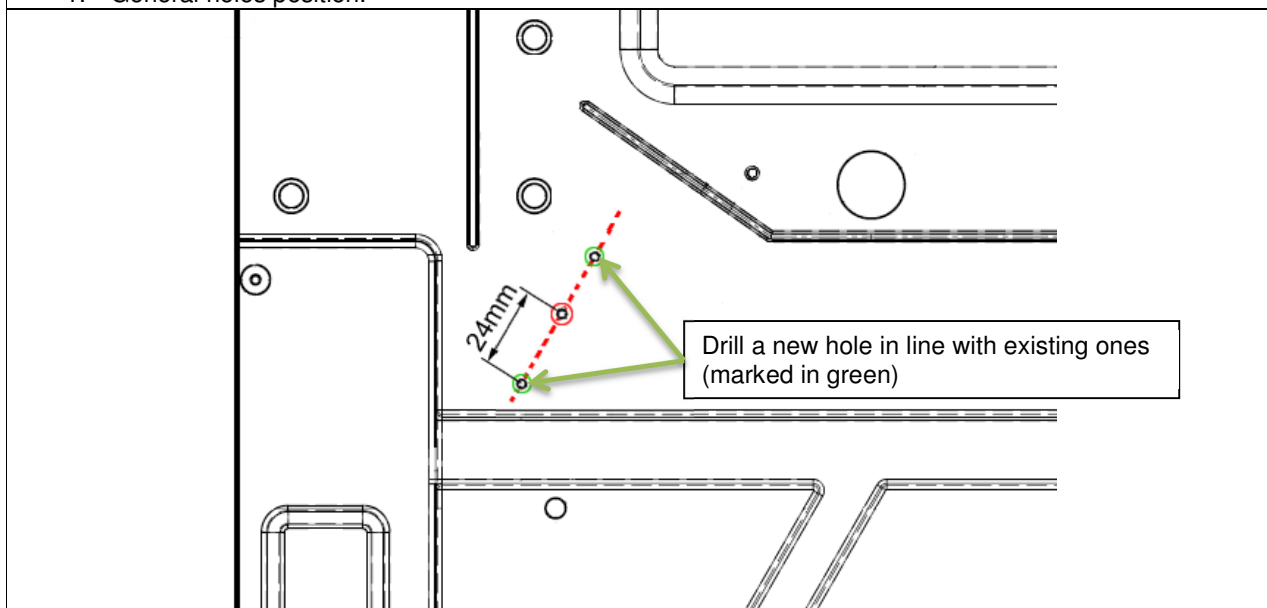 General holes position.
24mm
Drill a new hole in line with existing ones
(marked in green)